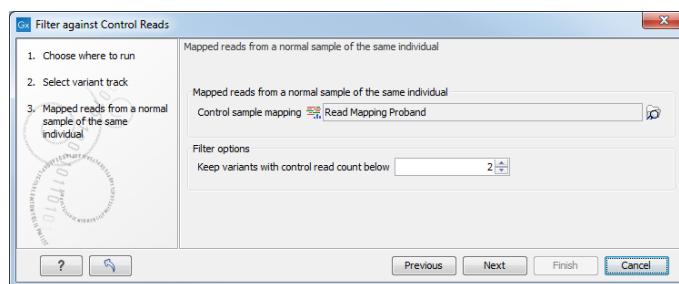 Gx Filter against Control Reads
1. Choose where to run
2. Select variant track
3. Mapped reads from a normal
sample of the same
individual
Mapped reads from a normal sample of the same individual
Mapped reads from a normal sample of the same individual
Control sample mapping Read Mapping Proband
Filter options
Keep variants with control read count below 2
? Previous Next Finish Cancel